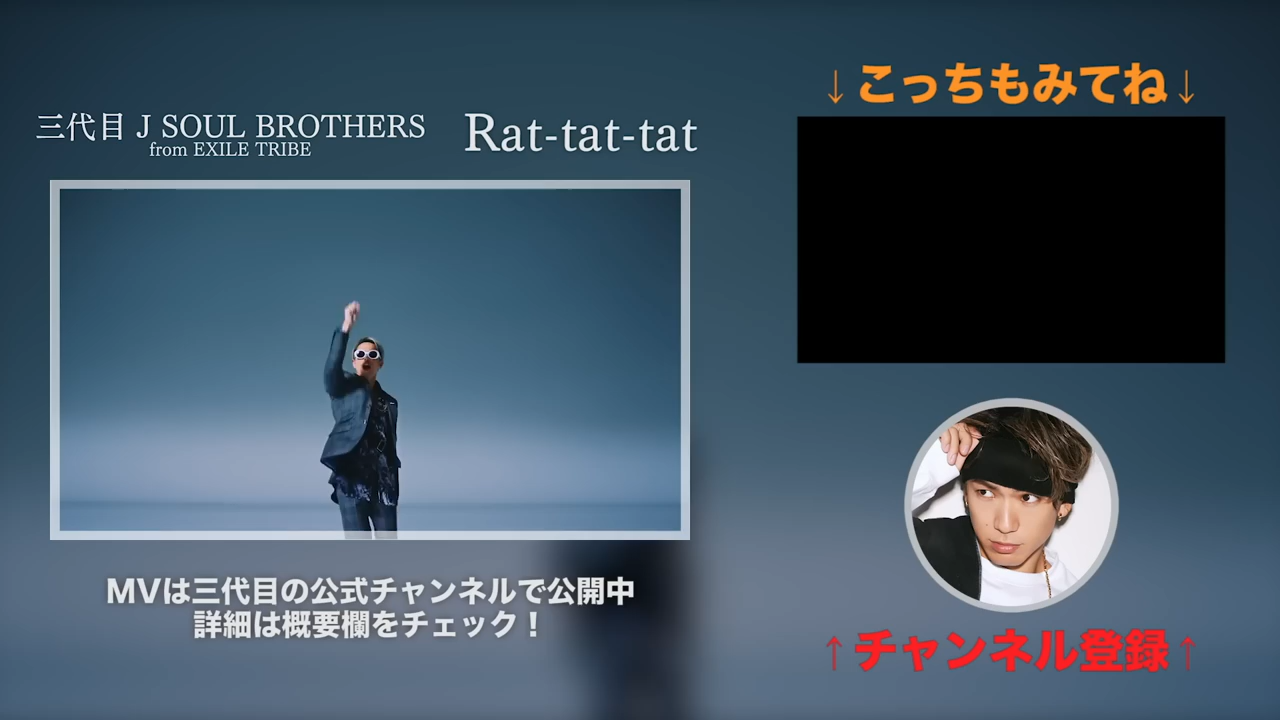 三代目 J SOUL BROTHERS
from EXILE TRIBE
Rat-tat-tat
MVは三代目の公式チャンネルで公開中
詳細は概要欄をチェック！
↓こっちもみてね↓
↑チャンネル登録↑